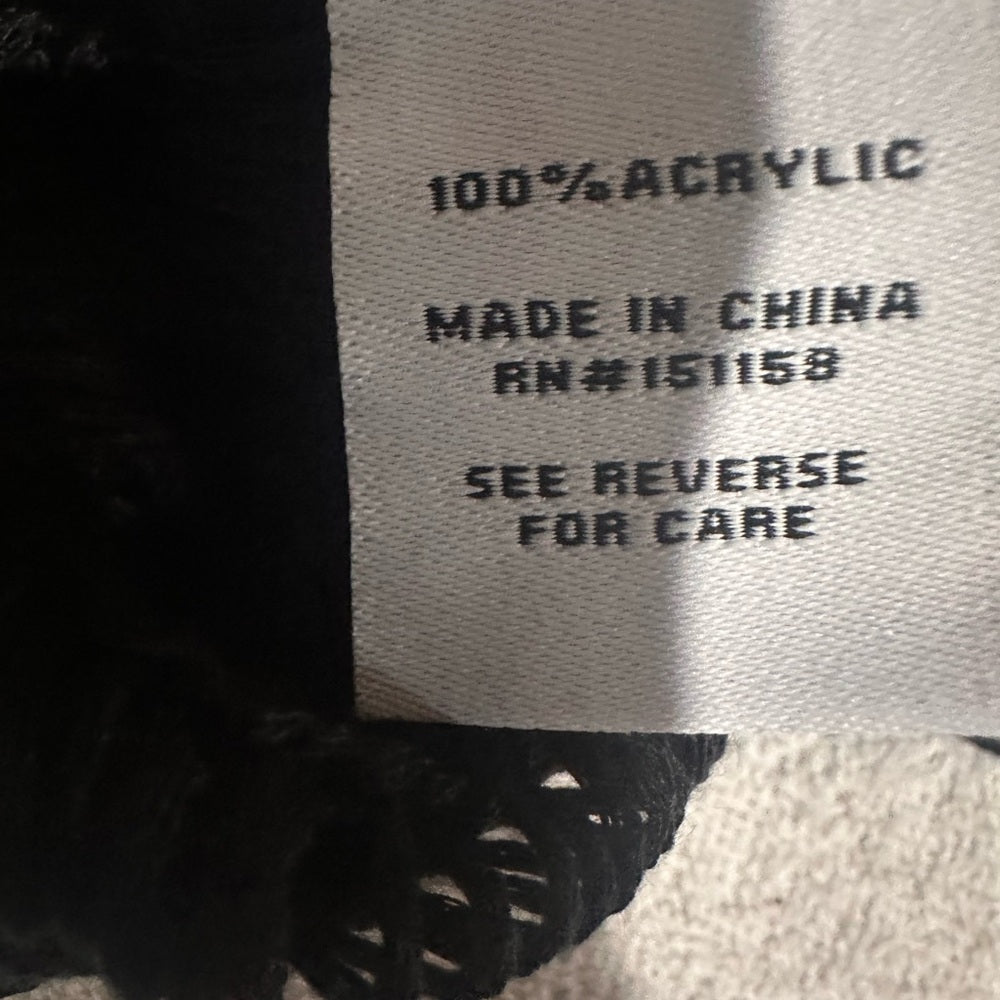 100% ACRYLIC
MADE IN CHINA
RN#151158
SEE REVERSE
FOR CARE